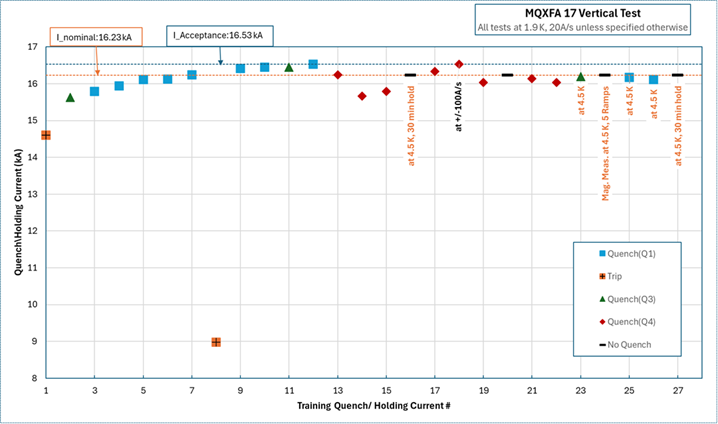 MQXFA 17 Vertical Test
All tests at 1.9 K, 20A/s unless specified otherwise
I_nominal:16.23 kA
I_Acceptance:16.53 kA
17
16
15
14
13
12
11
10
9
8
Quench\Holding Current (kA)
at 4.5 K, 30 min hold
at +/-100A/s
at 4.5 K
Mag. Meas. at 4.5 K, 5 Ramps
at 4.5 K
at 4.5 K
at 4.5 K, 30 min hold
Quench(Q1)
Trip
Quench(Q3)
Quench(Q4)
No Quench
1 3 5 7 9 11 13 15 17 19 21 23 25 27
Training Quench/ Holding Current #